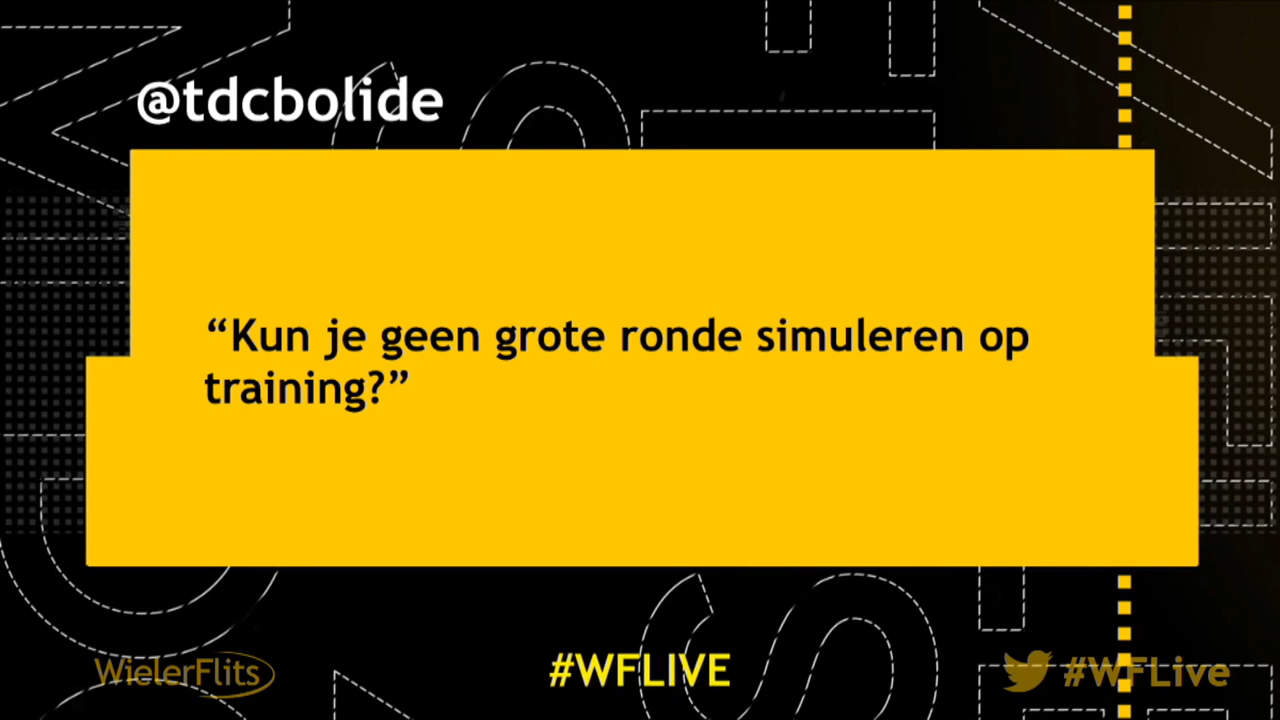 @tdcbolide
“Kun je geen grote ronde simuleren op
training?”
WielerFlits
#WFLIVE
#WFLive